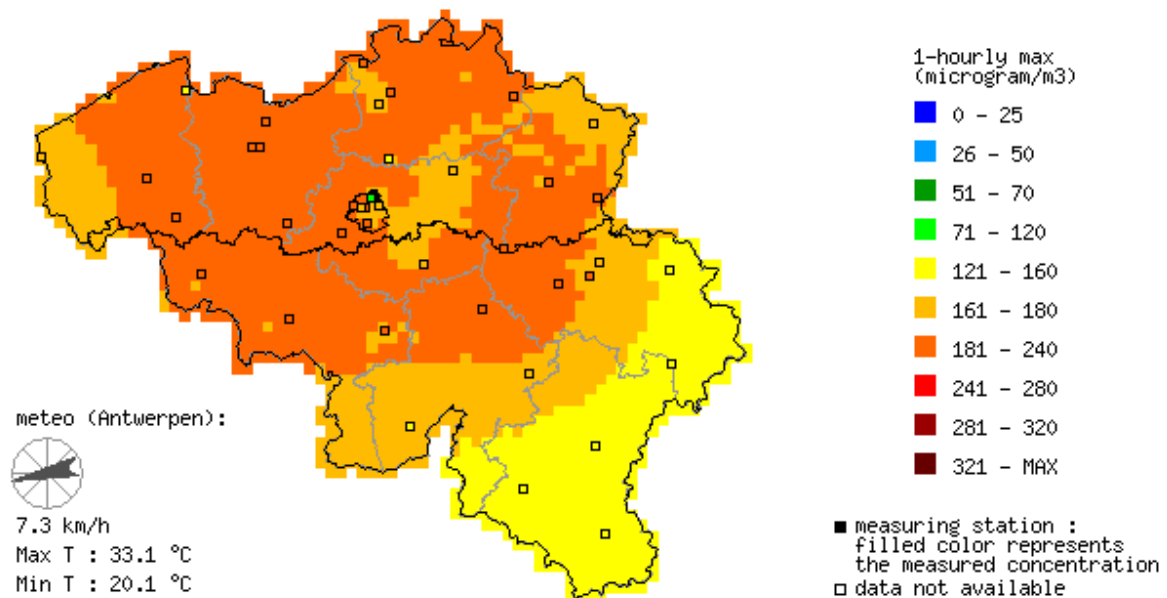 1-hourly max
(microgram/m3)
0 - 25
26 - 50
51 - 70
71 - 120
121 - 160
161 - 180
181 - 240
241 - 280
281 - 320
321 - MAX
meteo (Antwerpen):
7.3 km/h
Max T : 33.1 °C
Min T : 20.1 °C
measuring station :
filled color represents
the measured concentration
data not available